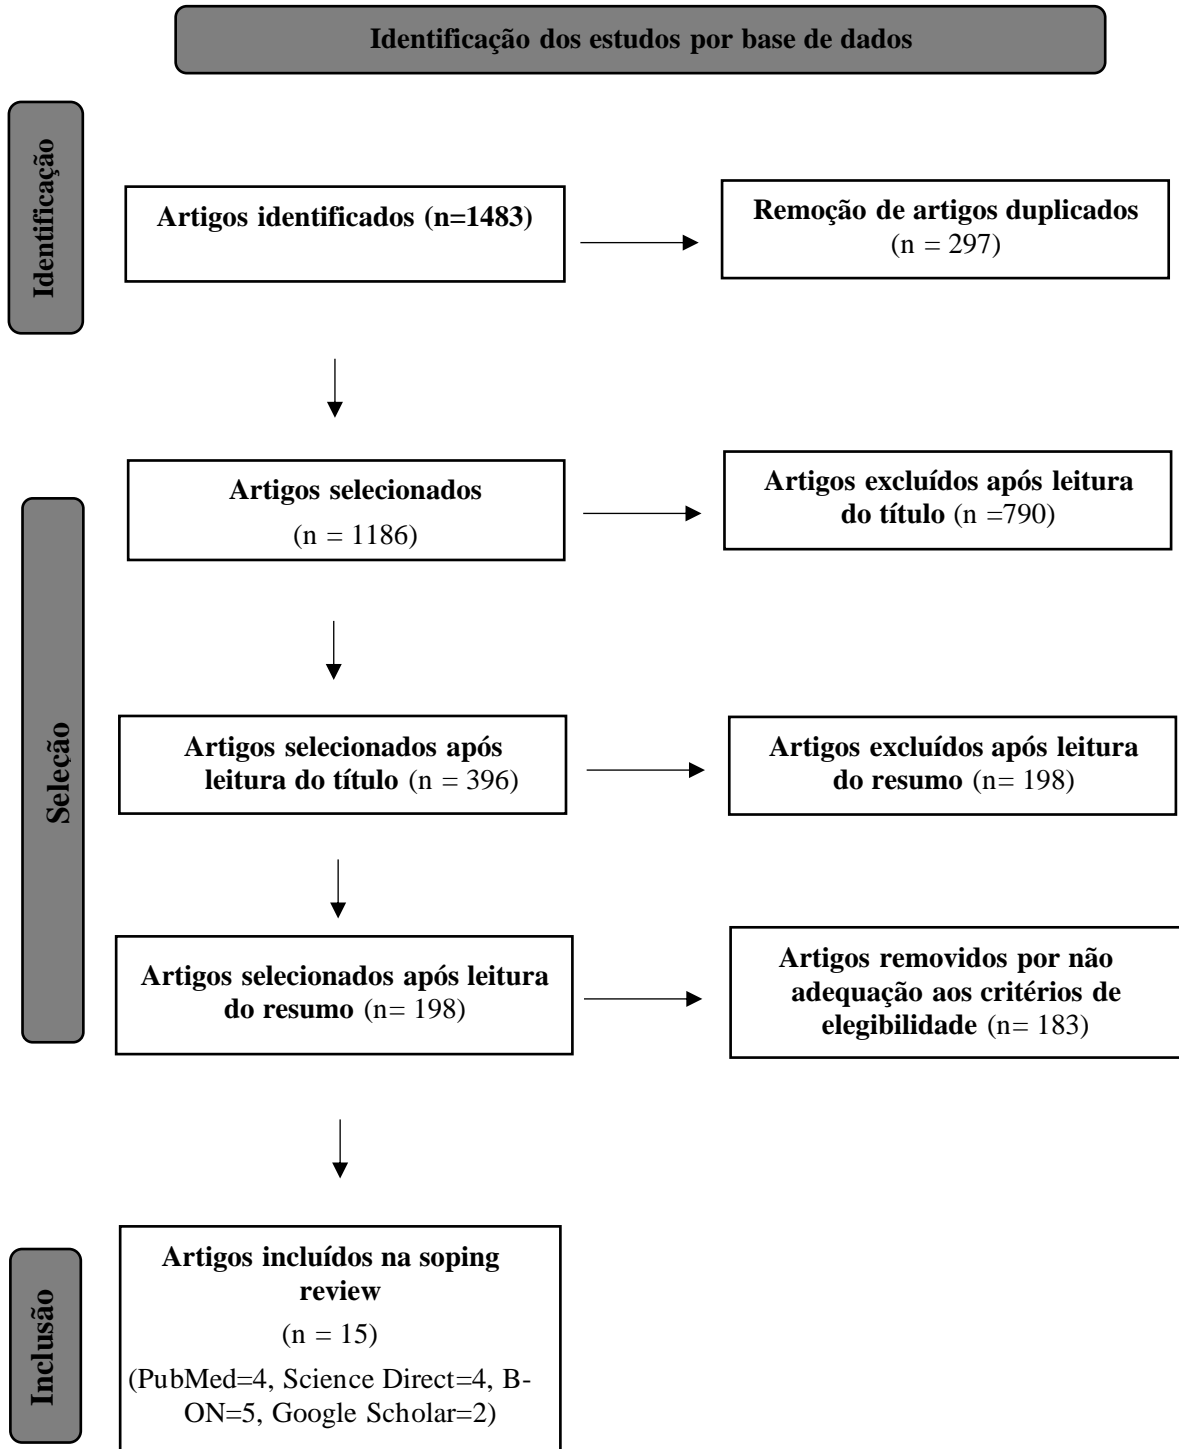 Identificação dos estudos por base de dados
Identificação
Artigos identificados (n=1483)
Remoção de artigos duplicados
(n = 297)
Seleção
Artigos selecionados
(n = 1186)
Artigos excluídos após leitura
do título (n =790)
Artigos selecionados após
leitura do título (n = 396)
Artigos excluídos após leitura
do resumo (n= 198)
Artigos selecionados após leitura
do resumo (n= 198)
Artigos removidos por não
adequação aos critérios de
elegibilidade (n= 183)
Inclusão
Artigos incluídos na soping
review
(n = 15)
(PubMed=4, Science Direct=4, B-
ON=5, Google Scholar=2)